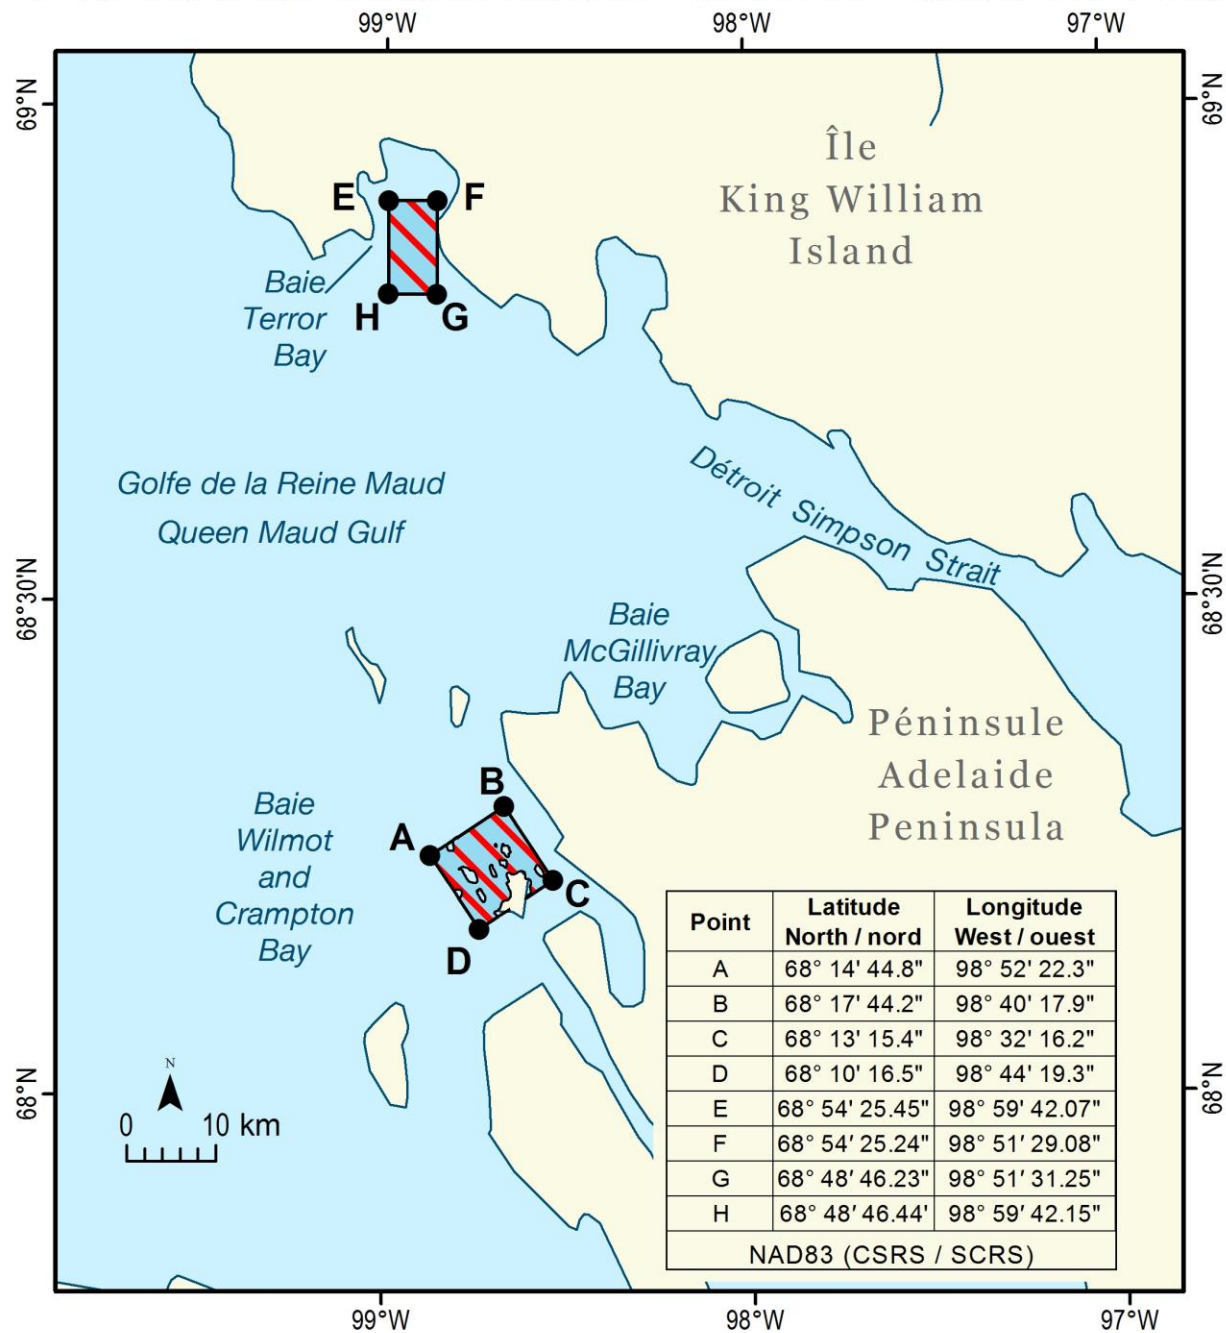 99°W 98°W 97°W
69°N
69°N
Île
King William
Island
E F
Baie
Terror
Bay
H G
Golfe de la Reine Maud
Queen Maud Gulf
Détroit Simpson Strait
68°30'N
68°30'N
Baie
McGillivray
Bay
Péninsule
Adelaide
Peninsula
B
A
Baie
Wilmot
and
Crampton
Bay
C
D
Point Latitude North / nord Longitude West / ouest
A 68° 14' 44.8" 98° 52' 22.3"
B 68° 17' 44.2" 98° 40' 17.9"
C 68° 13' 15.4" 98° 32' 16.2"
D 68° 10' 16.5" 98° 44' 19.3"
E 68° 54' 25.45" 98° 59' 42.07"
F 68° 54′ 25.24" 98° 51′ 29.08"
G 68° 48′ 46.23" 98° 51′ 31.25"
H 68° 48′ 46.44' 98° 59′ 42.15"
NAD83 (CSRS / SCRS)
68°N
68°N
N
0 10 km
99°W 98°W 97°W